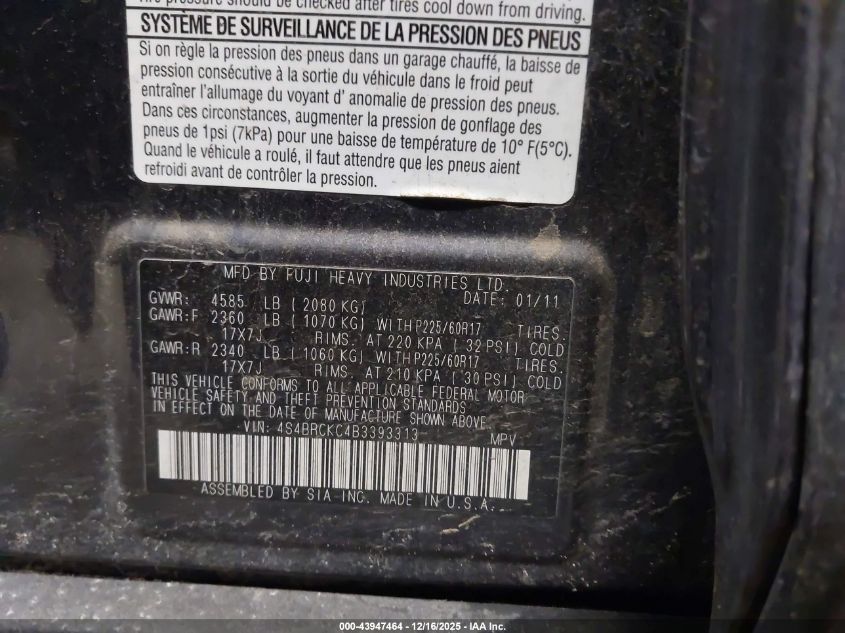 Tire pressure should be checked after tires cool down from driving.
SYSTÈME DE SURVEILLANCE DE LA PRESSION DES PNEUS
Si on règle la pression des pneus dans un garage chauffé, la baisse de
pression consécutive à la sortie du véhicule dans le froid peut
entraîner l'allumage du voyant d' anomalie de pression des pneus.
Dans ces circonstances, augmenter la pression de gonflage des
pneus de 1psi (7kPa) pour une baisse de température de 10° F(5°C).
Quand le véhicule a roulé, il faut attendre que les pneus aient
refroidi avant de contrôler la pression.
MFD BY FUJI HEAVY INDUSTRIES LTD.
GVWR: 4585 LB ( 2080 KG) DATE: 01/11
GAWR:F 2360 LB ( 1070 KG) WITH P225/60R17 TIRES.
17X7J RIMS. AT 220 KPA ( 32 PSI) COLD
GAWR:R 2340 LB ( 1060 KG) WITH P225/60R17 TIRES.
17X7J RIMS. AT 210 KPA ( 30 PSI) COLD
THIS VEHICLE CONFORMS TO ALL APPLICABLE FEDERAL MOTOR
VEHICLE SAFETY AND THEFT PREVENTION STANDARDS
IN EFFECT ON THE DATE OF MANUFACTURE SHOWN ABOVE.
VIN: 4S4BRCKC4B3393313 MPV
ASSEMBLED BY SIA INC. MADE IN U.S.A.
000-43947464 - 12/16/2025 - IAA Inc.